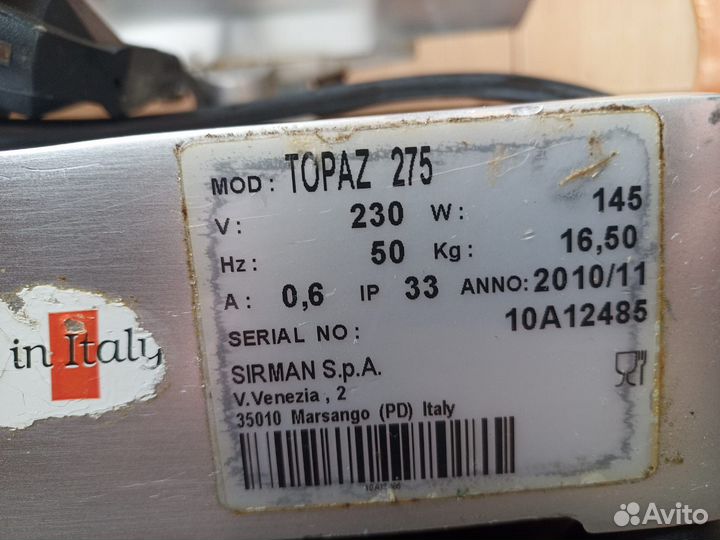 MOD: TOPAZ 275
V: 230 W: 145
Hz: 50 Kg: 16,50
A: 0,6 IP 33 ANNO: 2010/11
SERIAL NO: 10A12485
SIRMAN S.p.A.
V.Venezia , 2
35010 Marsango (PD) Italy
in Italy
Avito